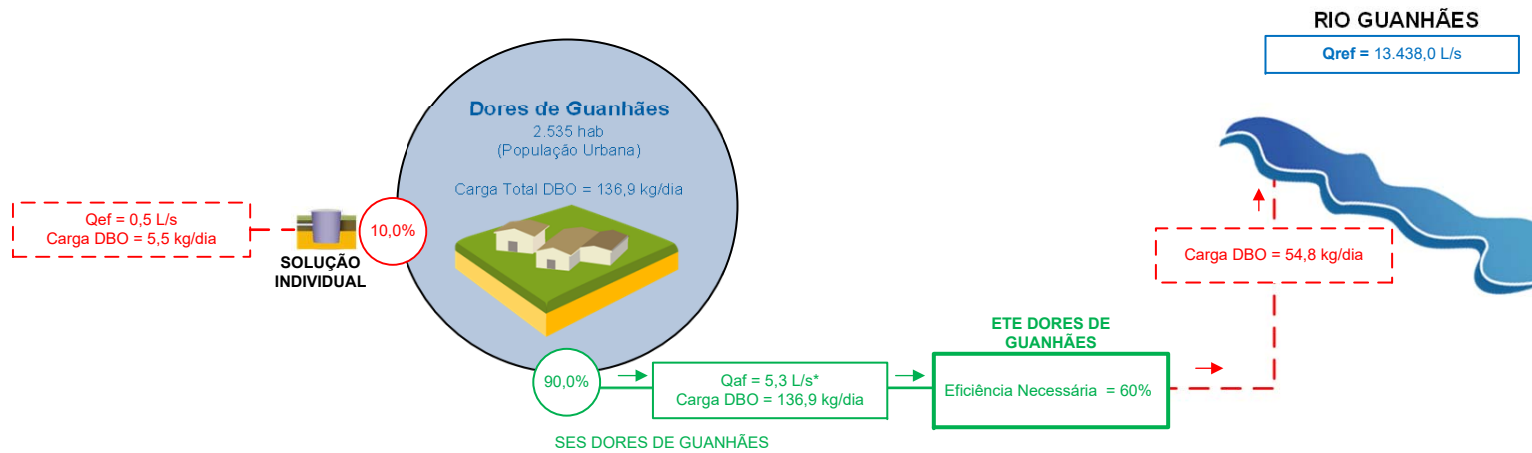 RIO GUANHÃES
Qref = 13.438,0 L/s
Dores de Guanhães
2.535 hab
(População Urbana)
Carga Total DBO = 136,9 kg/dia
Qef = 0,5 L/s
Carga DBO = 5,5 kg/dia
SOLUÇÃO
INDIVIDUAL
10,0%
Carga DBO = 54,8 kg/dia
90,0%
Qaf = 5,3 L/s*
Carga DBO = 136,9 kg/dia
SES DORES DE GUANHÃES
ETE DORES DE
GUANHÃES
Eficiência Necessária = 60%